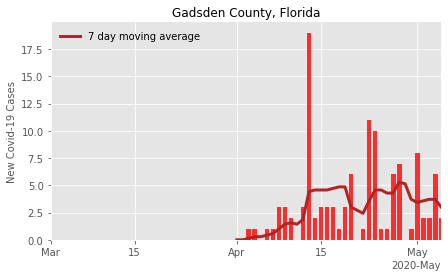 Gadsden County, Florida
7 day moving average
New Covid-19 Cases
17.5
15.0
12.5
10.0
7.5
5.0
2.5
0.0
Mar
15
Apr
15
May
2020-May